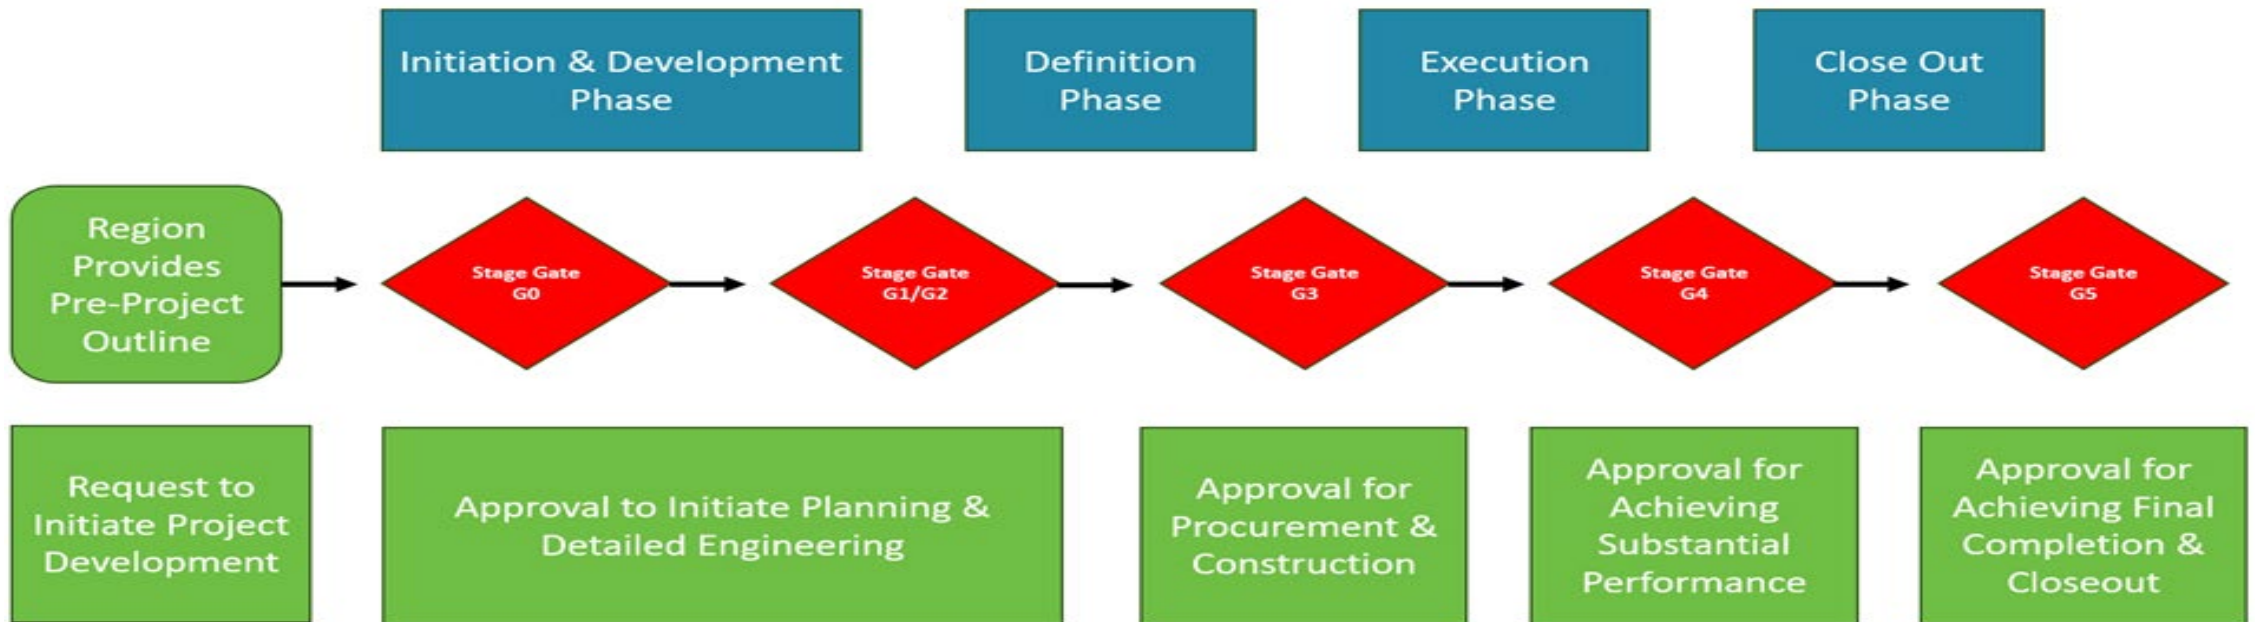 Initiation & Development
Phase
Definition
Phase
Execution
Phase
Close Out
Phase
Region
Provides
Pre-Project
Outline
Stage Gate
G0
Stage Gate
G1/G2
Stage Gate
G3
Stage Gate
G4
Stage Gate
G5
Request to
Initiate Project
Development
Approval to Initiate Planning &
Detailed Engineering
Approval for
Procurement &
Construction
Approval for
Achieving
Substantial
Performance
Approval for
Achieving Final
Completion &
Closeout